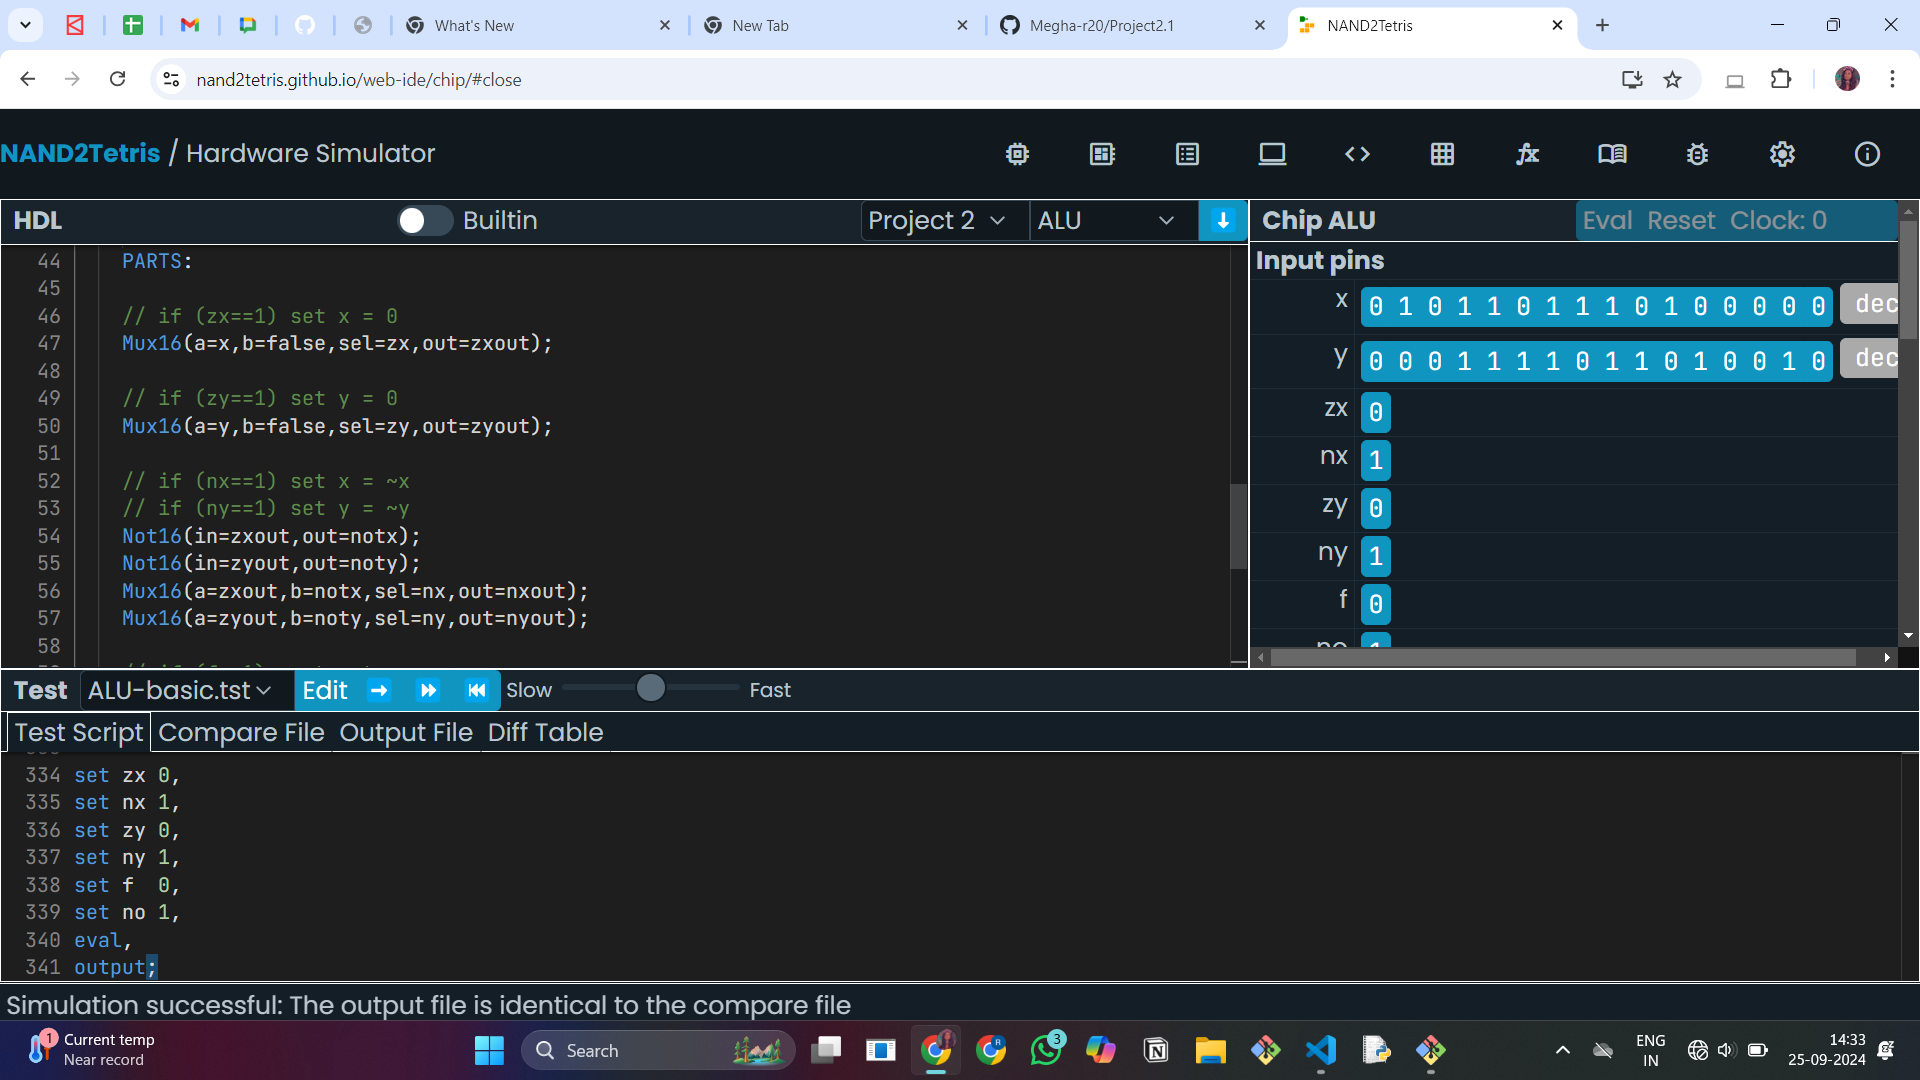 What's New
New Tab
Megha-r20/Project2.1
NAND2Tetris
nand2tetris.github.io/web-ide/chip/#close
NAND2Tetris / Hardware Simulator
HDL
Builtin
Project 2
ALU
Chip ALU
Eval Reset Clock: 0
44 PARTS:
45
46 // if (zx==1) set x = 0
47 Mux16(a=x,b=false,sel=zx,out=zxout);
48
49 // if (zy==1) set y = 0
50 Mux16(a=y,b=false,sel=zy,out=zyout);
51
52 // if (nx==1) set x = ~x
53 // if (ny==1) set y = ~y
54 Not16(in=zxout,out=notx);
55 Not16(in=zyout,out=noty);
56 Mux16(a=zxout,b=notx,sel=nx,out=nxout);
57 Mux16(a=zyout,b=noty,sel=ny,out=nyout);
58
Input pins
x 0 1 0 1 1 0 1 1 1 0 1 0 0 0 0 0 dec
y 0 0 0 1 1 1 1 0 1 1 0 1 0 0 1 0 dec
zx 0
nx 1
zy 0
ny 1
f 0
Test
ALU-basic.tst
Edit
Slow
Fast
Test Script Compare File Output File Diff Table
334 set zx 0,
335 set nx 1,
336 set zy 0,
337 set ny 1,
338 set f 0,
339 set no 1,
340 eval,
341 output;
Simulation successful: The output file is identical to the compare file
1
Current temp
Near record
Search
R
3
ENG
IN
14:33
25-09-2024